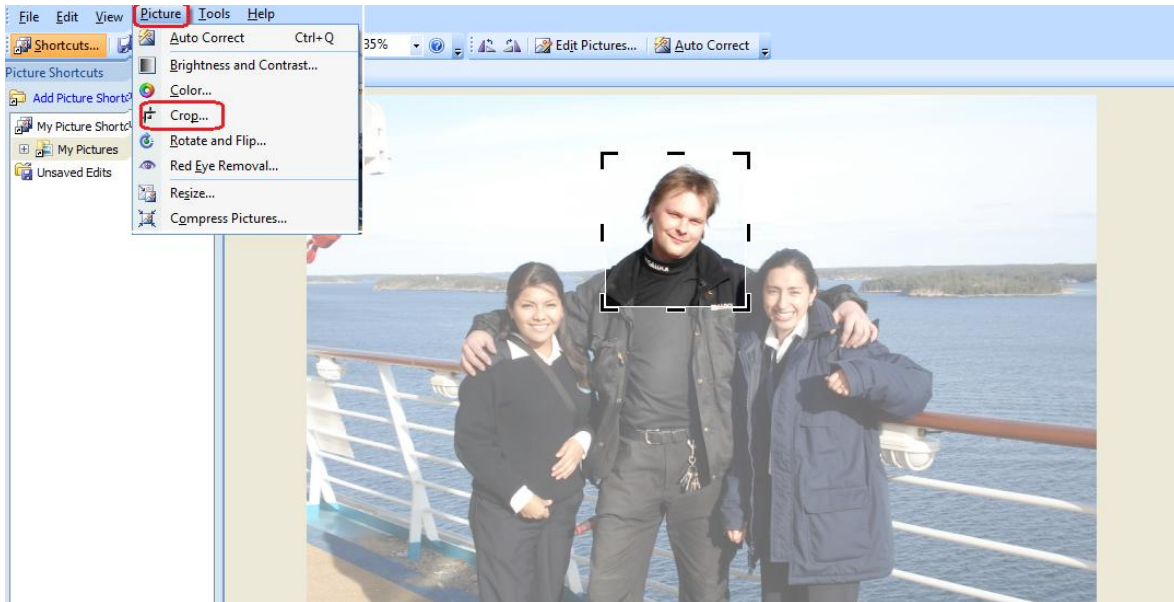 File Edit View Picture Tools Help
Shortcuts... 35% Edit Pictures... Auto Correct
Picture Shortcuts
Add Picture
My Picture
My Pictures
Unsaved Edits
Auto Correct Ctrl+Q
Brightness and Contrast...
Color...
Crop...
Rotate and Flip...
Red Eye Removal...
Resize...
Compress Pictures...